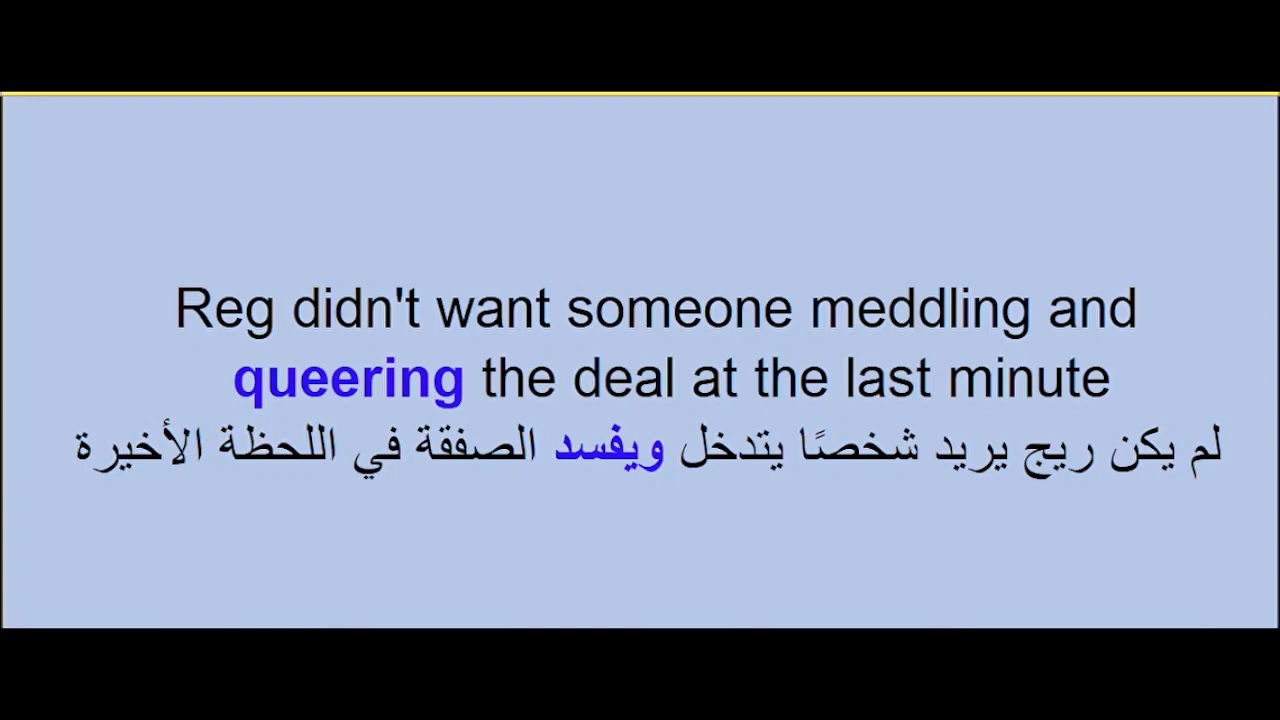 Reg didn't want someone meddling and
queering the deal at the last minute
لم يكن ريج يريد شخصًا يتدخل ويفسد الصفقة في اللحظة الأخيرة